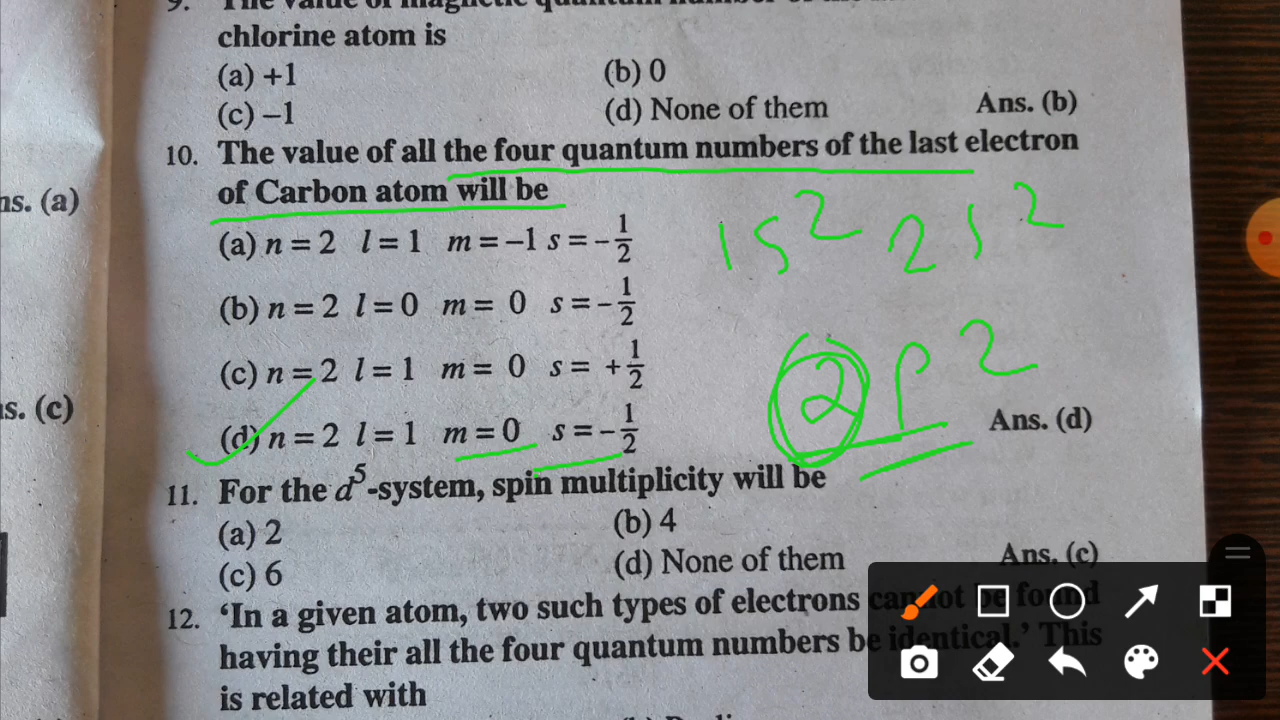 chlorine atom is
(a) +1 (b) 0
(c) –1 (d) None of them Ans. (b)
10. The value of all the four quantum numbers of the last electron
of Carbon atom will be
(a) n = 2 l = 1 m = –1 s = –1/2
(b) n = 2 l = 0 m = 0 s = –1/2
(c) n = 2 l = 1 m = 0 s = +1/2
(d) n = 2 l = 1 m = 0 s = –1/2 Ans. (d)
1s² 2s²
2p²
11. For the d⁵-system, spin multiplicity will be
(a) 2 (b) 4
(c) 6 (d) None of them Ans. (c)
12. ‘In a given atom, two such types of electrons cannot be found
having their all the four quantum numbers be identical.’ This
is related with
ns. (a)
s. (c)